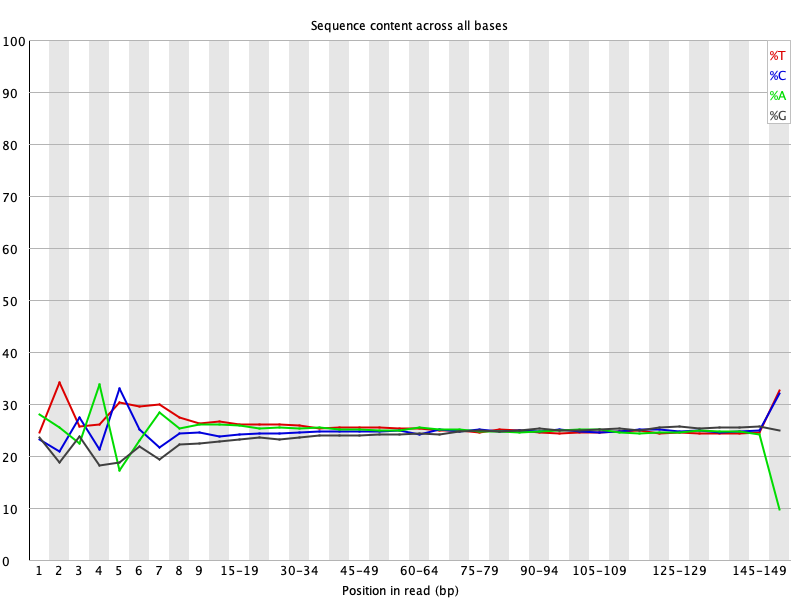 Sequence content across all bases
100
90
80
70
60
50
40
30
20
10
0
%T
%C
%A
%G
1 2 3 4 5 6 7 8 9 15-19 30-34 45-49 60-64 75-79 90-94 105-109 125-129 145-149
Position in read (bp)